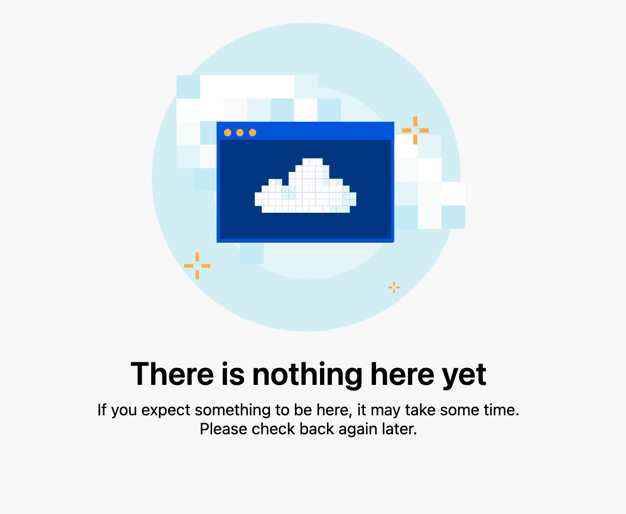 There is nothing here yet
If you expect something to be here, it may take some time.
Please check back again later.